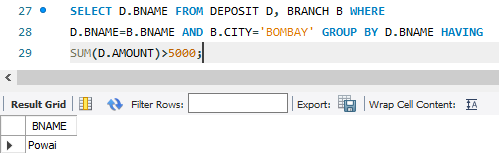 27 SELECT D.BNAME FROM DEPOSIT D, BRANCH B WHERE
28 D.BNAME=B.BNAME AND B.CITY='BOMBAY' GROUP BY D.BNAME HAVING
29 SUM(D.AMOUNT)>5000;
Result Grid Filter Rows: Export: Wrap Cell Content: IA
BNAME
Powai